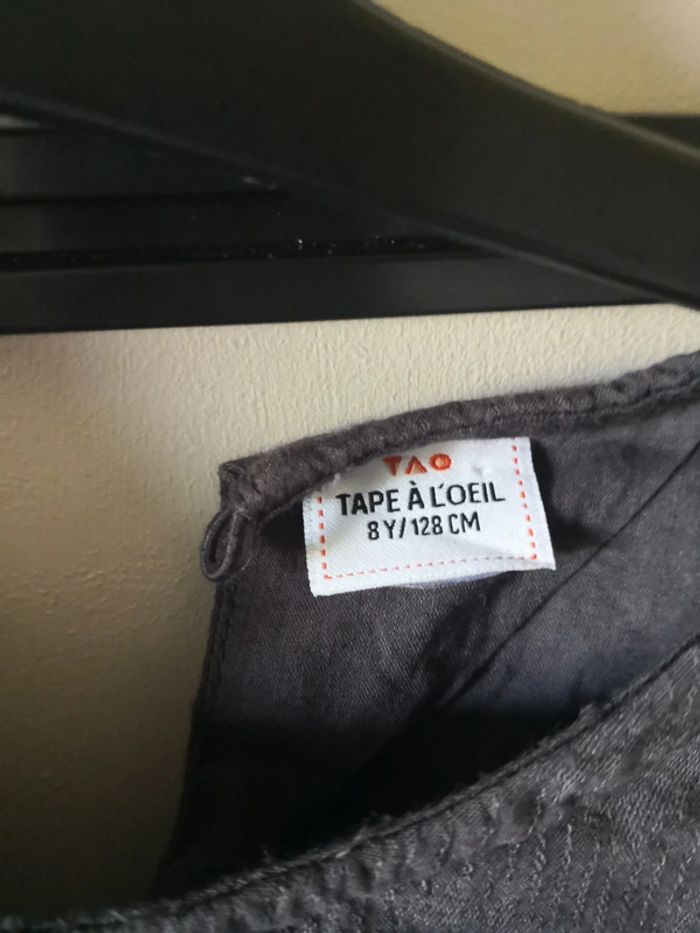 TAO
TAPE À L'OEIL
8 Y/128 CM